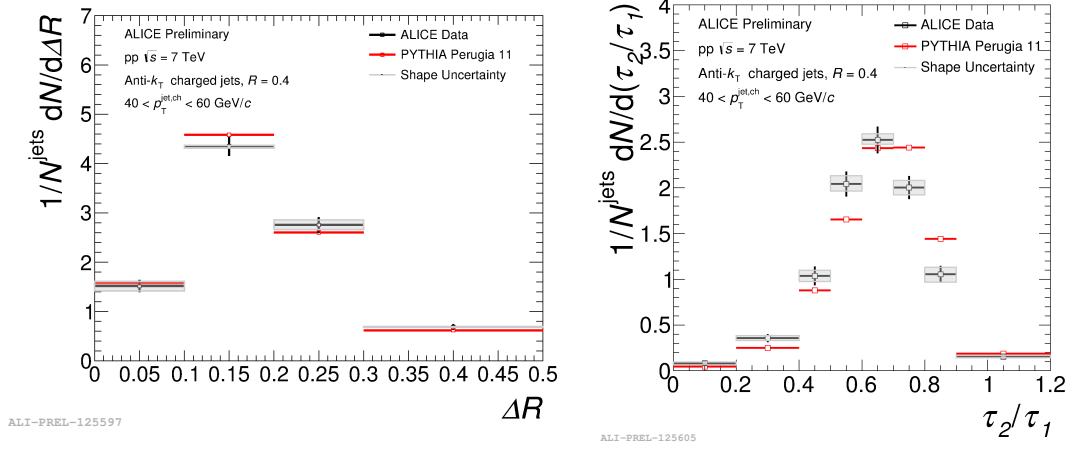 1/N^jets dN/dΔR
7
6
5
4
3
2
1
0
ALICE Preliminary
pp √s = 7 TeV
Anti-k_T charged jets, R = 0.4
40 < p_T^jet,ch < 60 GeV/c
ALICE Data
PYTHIA Perugia 11
Shape Uncertainty
0 0.05 0.1 0.15 0.2 0.25 0.3 0.35 0.4 0.45 0.5
ΔR
ALI-PREL-125597
1/N^jets dN/d(τ_2/τ_1)
4
3.5
3
2.5
2
1.5
1
0.5
0
ALICE Preliminary
pp √s = 7 TeV
Anti-k_T charged jets, R = 0.4
40 < p_T^jet,ch < 60 GeV/c
ALICE Data
PYTHIA Perugia 11
Shape Uncertainty
0 0.2 0.4 0.6 0.8 1 1.2
τ_2/τ_1
ALI-PREL-125605